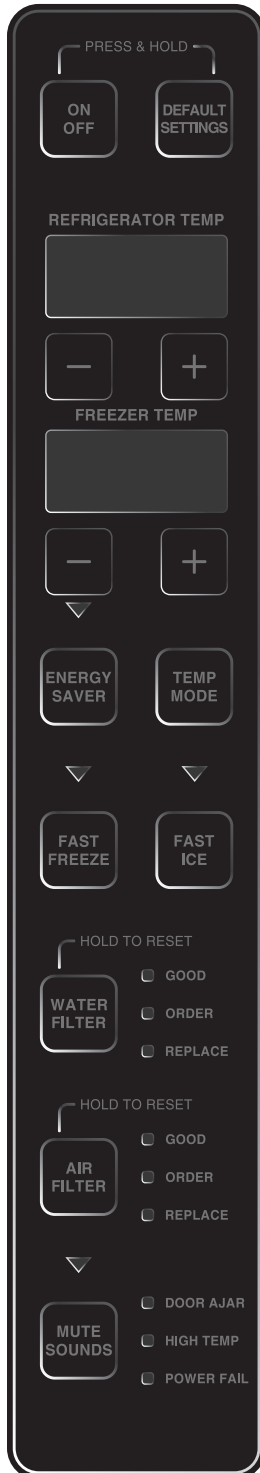 PRESS & HOLD
ON
OFF
DEFAULT
SETTINGS
REFRIGERATOR TEMP
− +
FREEZER TEMP
− +
ENERGY
SAVER
TEMP
MODE
FAST
FREEZE
FAST
ICE
HOLD TO RESET
WATER
FILTER
GOOD
ORDER
REPLACE
HOLD TO RESET
AIR
FILTER
GOOD
ORDER
REPLACE
MUTE
SOUNDS
DOOR AJAR
HIGH TEMP
POWER FAIL